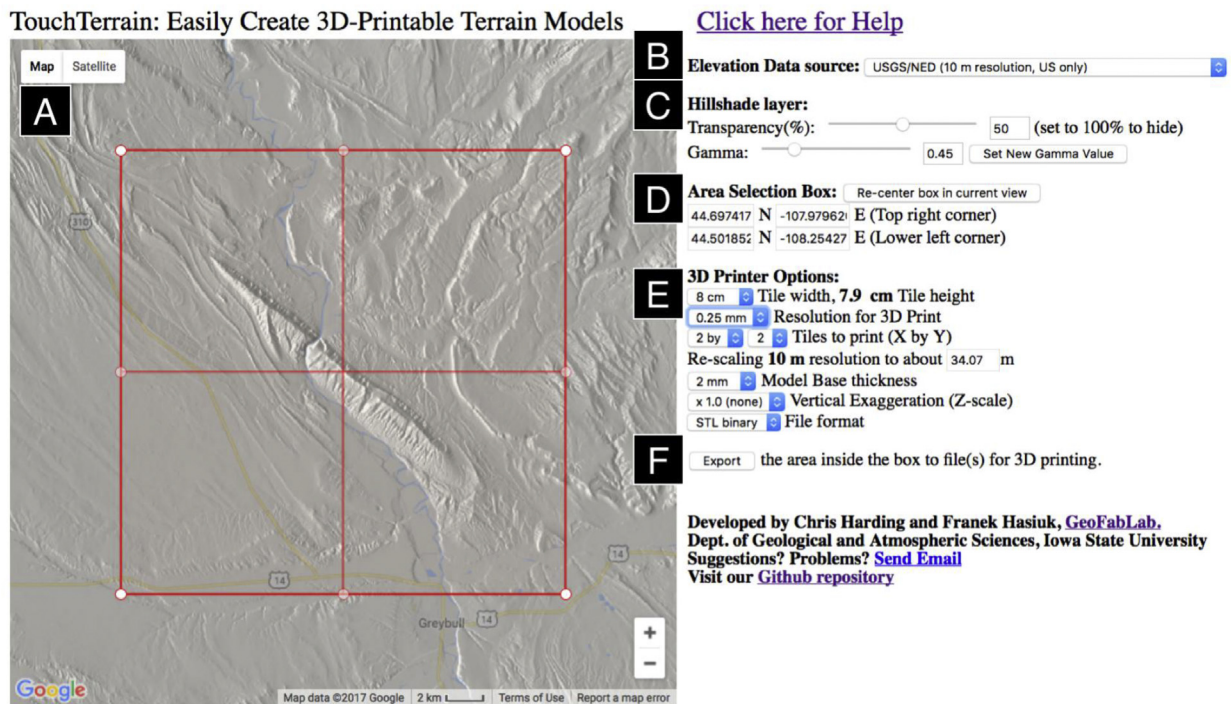 TouchTerrain: Easily Create 3D-Printable Terrain Models
Click here for Help
Map Satellite
A
310
14
14
14
Greybull
+
−
Google
Map data ©2017 Google 2 km Terms of Use Report a map error
B
Elevation Data source: USGS/NED (10 m resolution, US only)
C
Hillshade layer:
Transparency(%): 50 (set to 100% to hide)
Gamma: 0.45 Set New Gamma Value
D
Area Selection Box: Re-center box in current view
44.697417 N -107.97962 E (Top right corner)
44.501852 N -108.25427 E (Lower left corner)
E
3D Printer Options:
8 cm Tile width, 7.9 cm Tile height
0.25 mm Resolution for 3D Print
2 by 2 Tiles to print (X by Y)
Re-scaling 10 m resolution to about 34.07 m
2 mm Model Base thickness
x 1.0 (none) Vertical Exaggeration (Z-scale)
STL binary File format
F
Export the area inside the box to file(s) for 3D printing.
Developed by Chris Harding and Franek Hasiuk, GeoFabLab.
Dept. of Geological and Atmospheric Sciences, Iowa State University
Suggestions? Problems? Send Email
Visit our Github repository